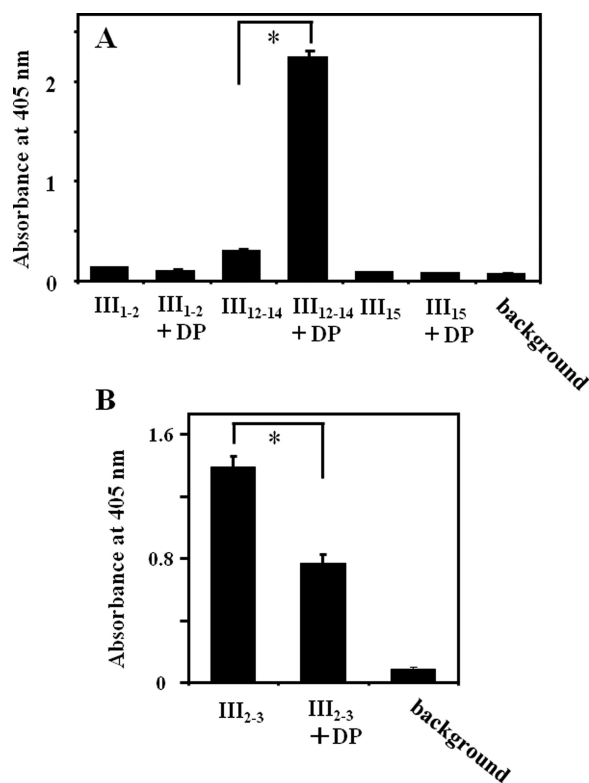 A
Absorbance at 405 nm
2
1
0
*
III1-2
III1-2 + DP
III12-14
III12-14 + DP
III15
III15 + DP
background
B
Absorbance at 405 nm
1.6
0.8
0
*
III2-3
III2-3 + DP
background